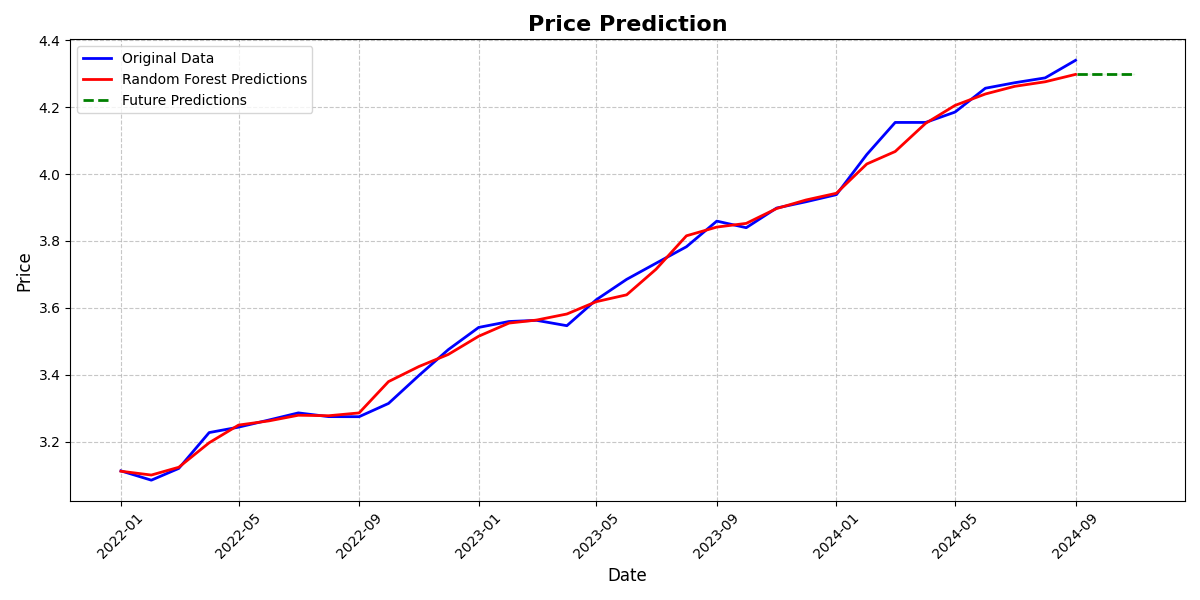 Price Prediction
Original Data
Random Forest Predictions
Future Predictions
Price
4.4
4.2
4.0
3.8
3.6
3.4
3.2
2022-01
2022-05
2022-09
2023-01
2023-05
2023-09
2024-01
2024-05
2024-09
Date